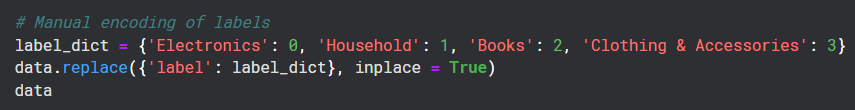 # Manual encoding of labels
label_dict = {'Electronics': 0, 'Household': 1, 'Books': 2, 'Clothing & Accessories': 3}
data.replace({'label': label_dict}, inplace = True)
data